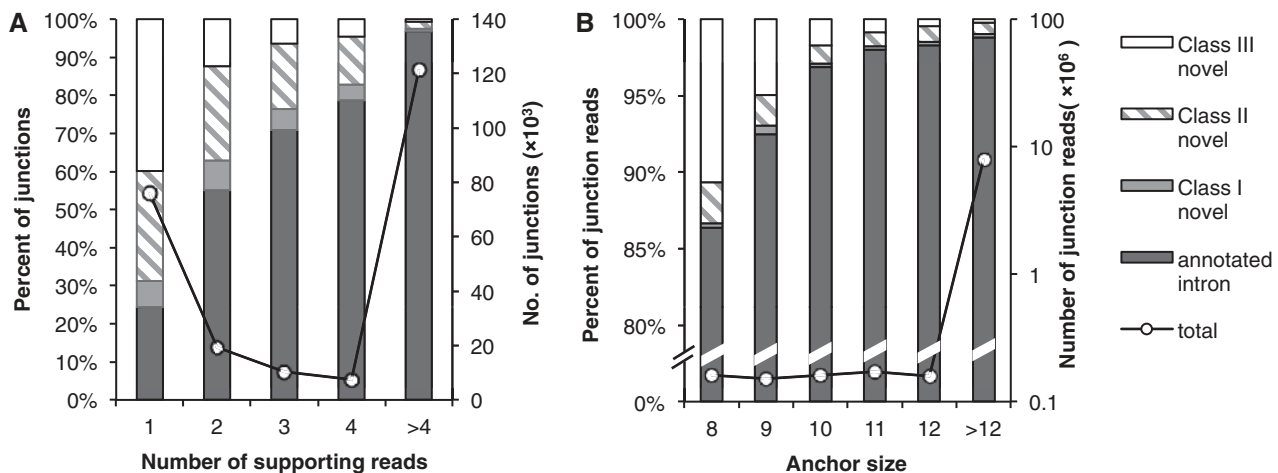 A
100%
90%
80%
70%
60%
50%
40%
30%
20%
10%
0%
Percent of junctions
140
120
100
80
60
40
20
0
No. of junctions (×10³)
1 2 3 4 >4
Number of supporting reads
B
100%
95%
90%
85%
80%
0%
Percent of junction reads
100
10
1
0.1
Number of junction reads( ×10⁶ )
8 9 10 11 12 >12
Anchor size
Class III
novel
Class II
novel
Class I
novel
annotated
intron
total